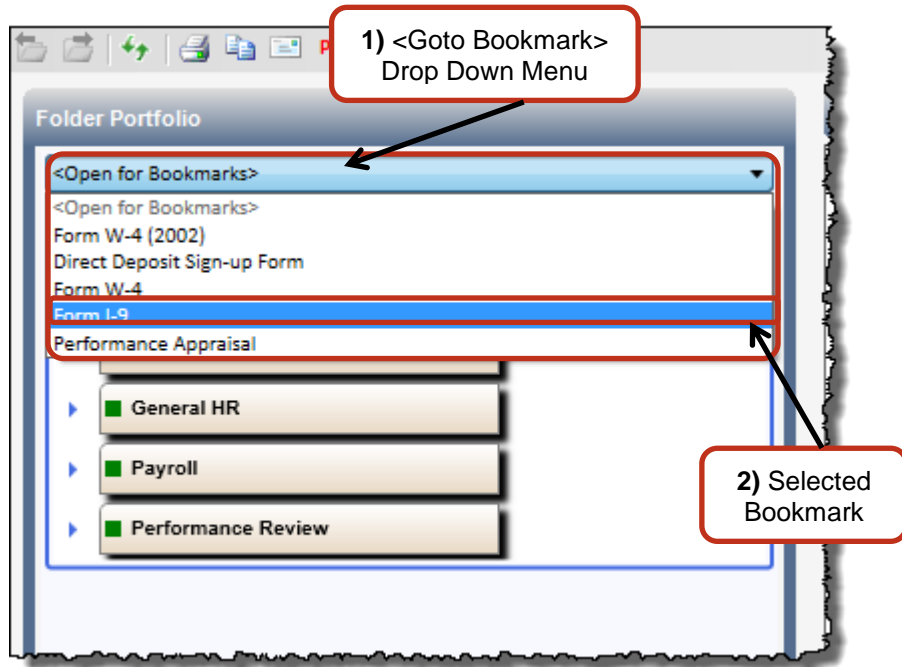 1) <Goto Bookmark>
Drop Down Menu
P
Folder Portfolio
<Open for Bookmarks>
<Open for Bookmarks>
Form W-4 (2002)
Direct Deposit Sign-up Form
Form W-4
Form I-9
Performance Appraisal
General HR
Payroll
Performance Review
2) Selected
Bookmark